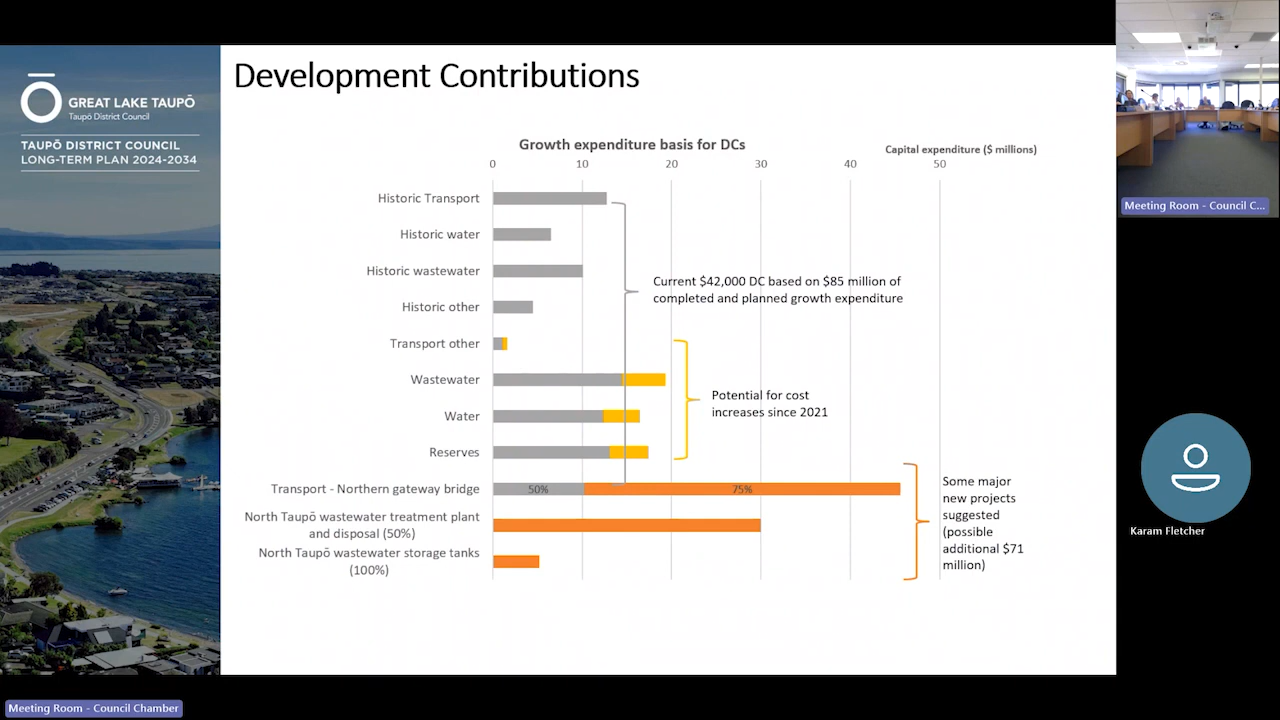 GREAT LAKE TAUPŌ
Taupō District Council
TAUPŌ DISTRICT COUNCIL
LONG-TERM PLAN 2024-2034
Development Contributions
Growth expenditure basis for DCs
Capital expenditure ($ millions)
0 10 20 30 40 50
Historic Transport
Historic water
Historic wastewater
Historic other
Current $42,000 DC based on $85 million of
completed and planned growth expenditure
Transport other
Wastewater
Water
Reserves
Potential for cost
increases since 2021
Transport - Northern gateway bridge
50%
75%
North Taupō wastewater treatment plant
and disposal (50%)
North Taupō wastewater storage tanks
(100%)
Some major
new projects
suggested
(possible
additional $71
million)
Meeting Room - Council C...
Karam Fletcher
Meeting Room - Council Chamber